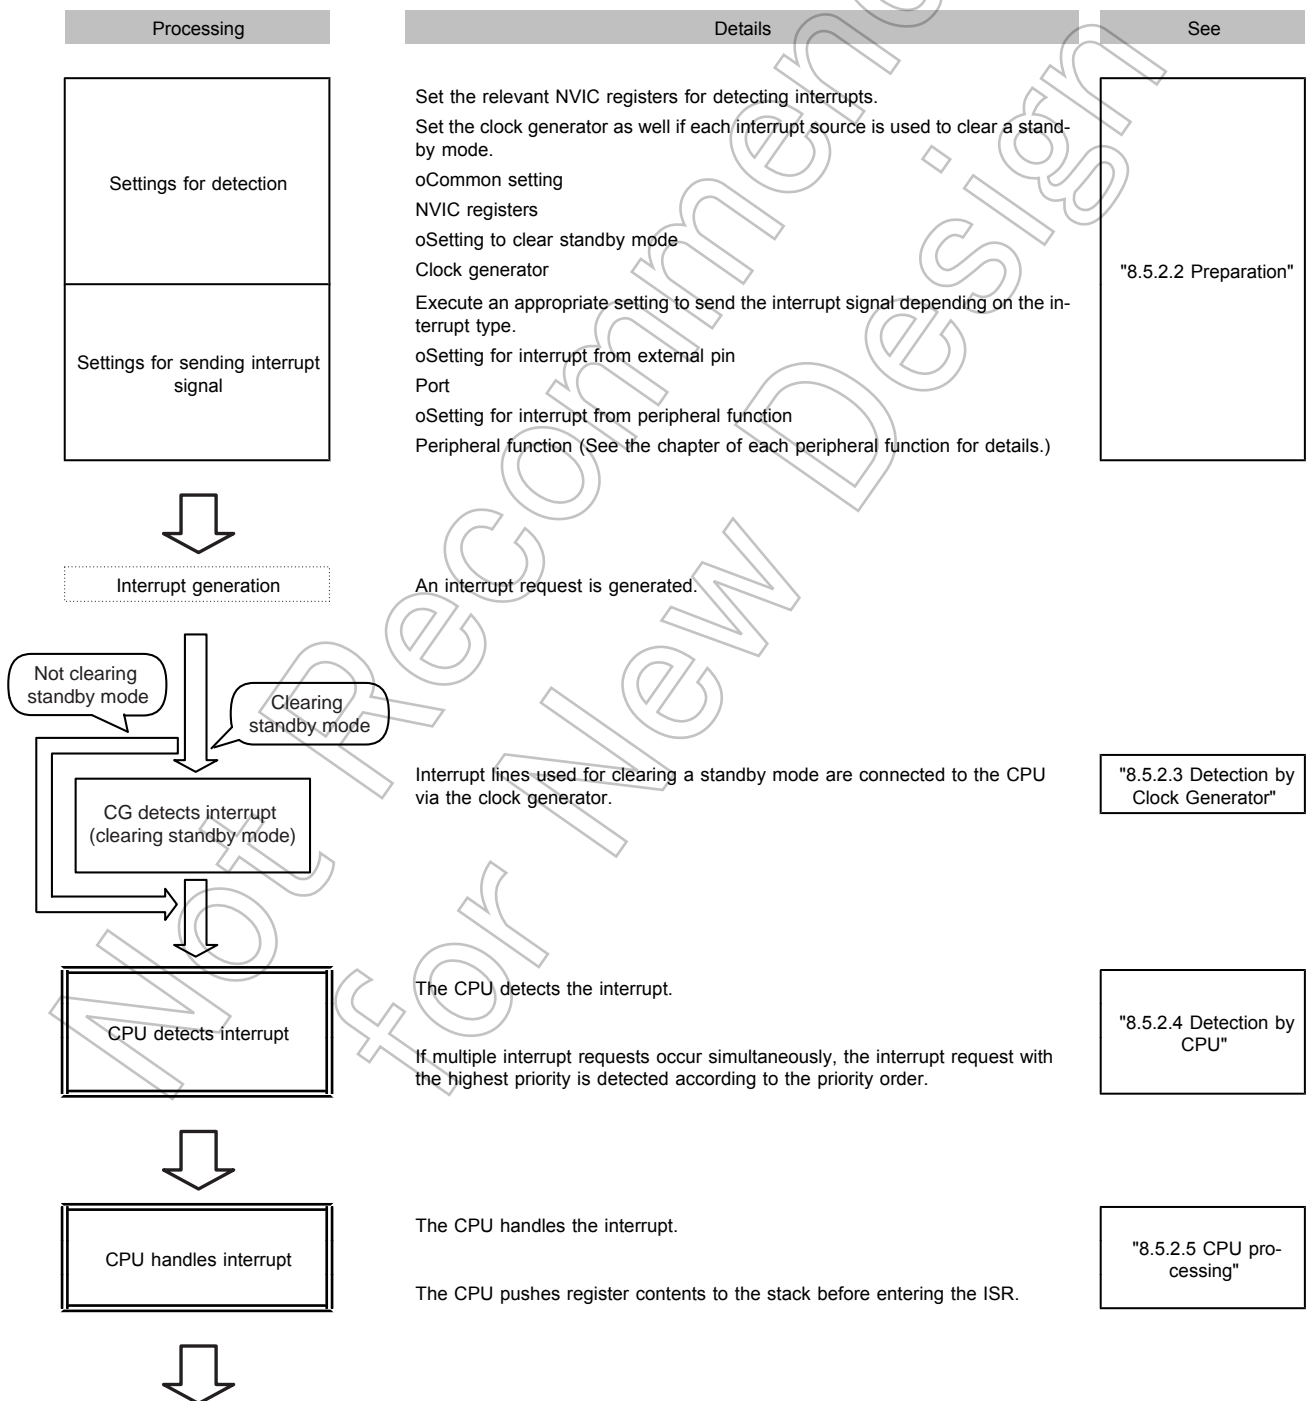 Processing
Details
See
Settings for detection
Set the relevant NVIC registers for detecting interrupts.
Set the clock generator as well if each interrupt source is used to clear a stand-
by mode.
oCommon setting
NVIC registers
oSetting to clear standby mode
Clock generator
"8.5.2.2 Preparation"
Settings for sending interrupt
signal
Execute an appropriate setting to send the interrupt signal depending on the in-
terrupt type.
oSetting for interrupt from external pin
Port
oSetting for interrupt from peripheral function
Peripheral function (See the chapter of each peripheral function for details.)
Interrupt generation
An interrupt request is generated.
Not clearing
standby mode
Clearing
standby mode
CG detects interrupt
(clearing standby mode)
Interrupt lines used for clearing a standby mode are connected to the CPU
via the clock generator.
"8.5.2.3 Detection by
Clock Generator"
CPU detects interrupt
The CPU detects the interrupt.
If multiple interrupt requests occur simultaneously, the interrupt request with
the highest priority is detected according to the priority order.
"8.5.2.4 Detection by
CPU"
CPU handles interrupt
The CPU handles the interrupt.
The CPU pushes register contents to the stack before entering the ISR.
"8.5.2.5 CPU pro-
cessing"
Not Recommen
for New Design